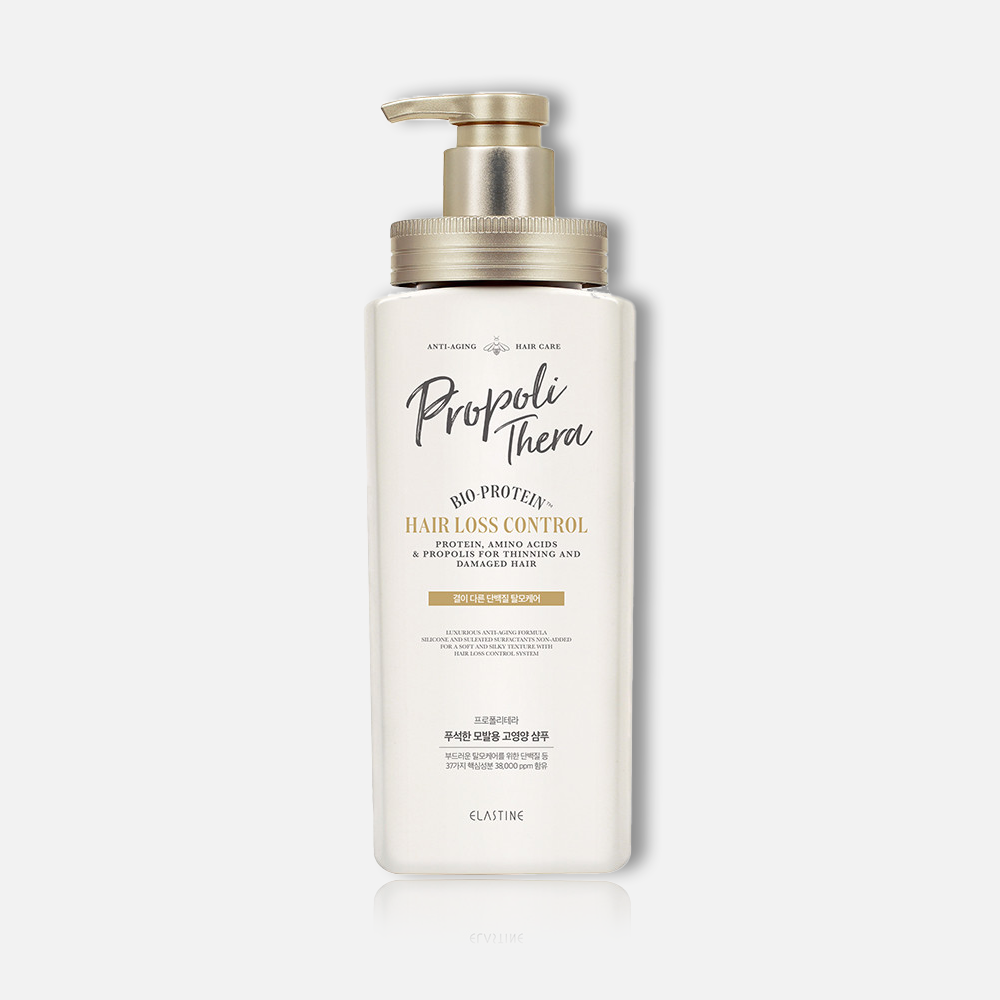 ANTI-AGING HAIR CARE
Propoli
Thera
BIO-PROTEIN™
HAIR LOSS CONTROL
PROTEIN, AMINO ACIDS
& PROPOLIS FOR THINNING AND
DAMAGED HAIR
결이 다른 단백질 탈모케어
LUXURIOUS ANTI-AGING FORMULA
SILICONE AND SULFATED SURFACTANTS NON-ADDED
FOR A SOFT AND SILKY TEXTURE WITH
HAIR LOSS CONTROL SYSTEM
프로폴리테라
푸석한 모발용 고영양 샴푸
부드러운 탈모케어를 위한 단백질 등
37가지 핵심성분 38,000 ppm 함유
ELASTINE